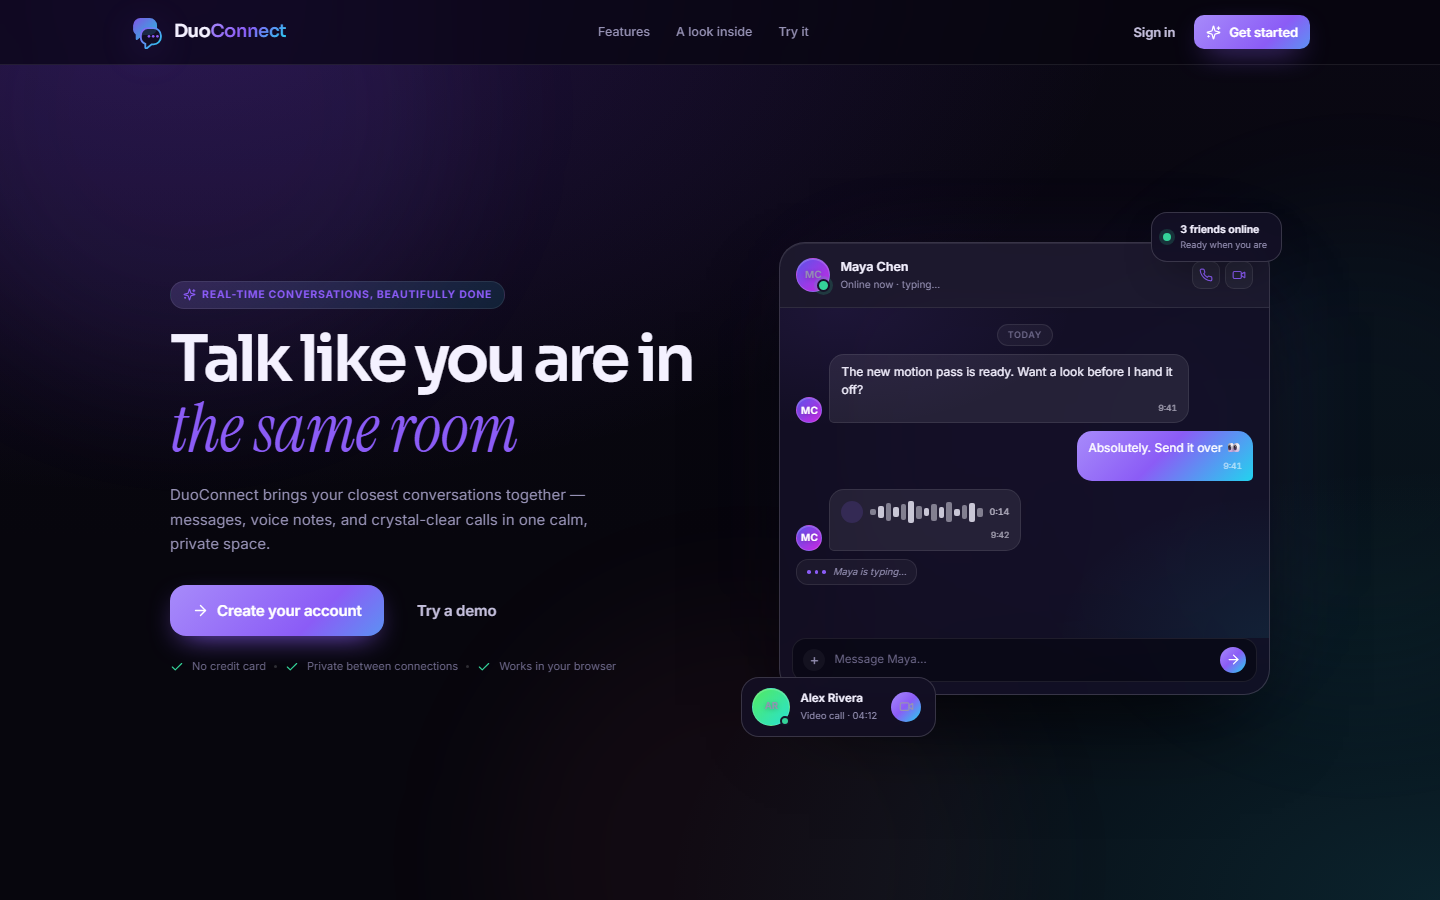 DuoConnect
Features
A look inside
Try it
Sign in
Get started
REAL-TIME CONVERSATIONS, BEAUTIFULLY DONE
Talk like you are in
the same room
DuoConnect brings your closest conversations together —
messages, voice notes, and crystal-clear calls in one calm,
private space.
Create your account
Try a demo
No credit card · Private between connections · Works in your browser
3 friends online
Ready when you are
MC
Maya Chen
Online now · typing...
TODAY
The new motion pass is ready. Want a look before I hand it
off?
9:41
MC
Absolutely. Send it over 👀
9:41
0:14
9:42
MC
Maya is typing...
+
Message Maya...
AR
Alex Rivera
Video call · 04:12